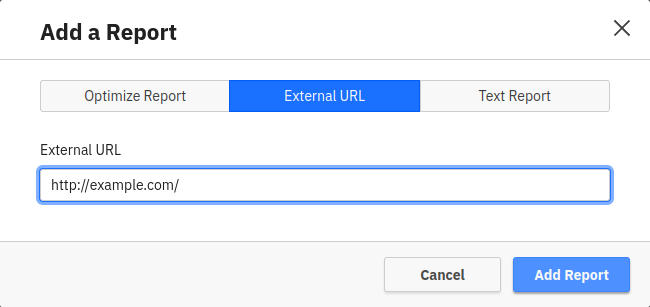 Add a Report
Optimize Report External URL Text Report
External URL
http://example.com/
Cancel Add Report